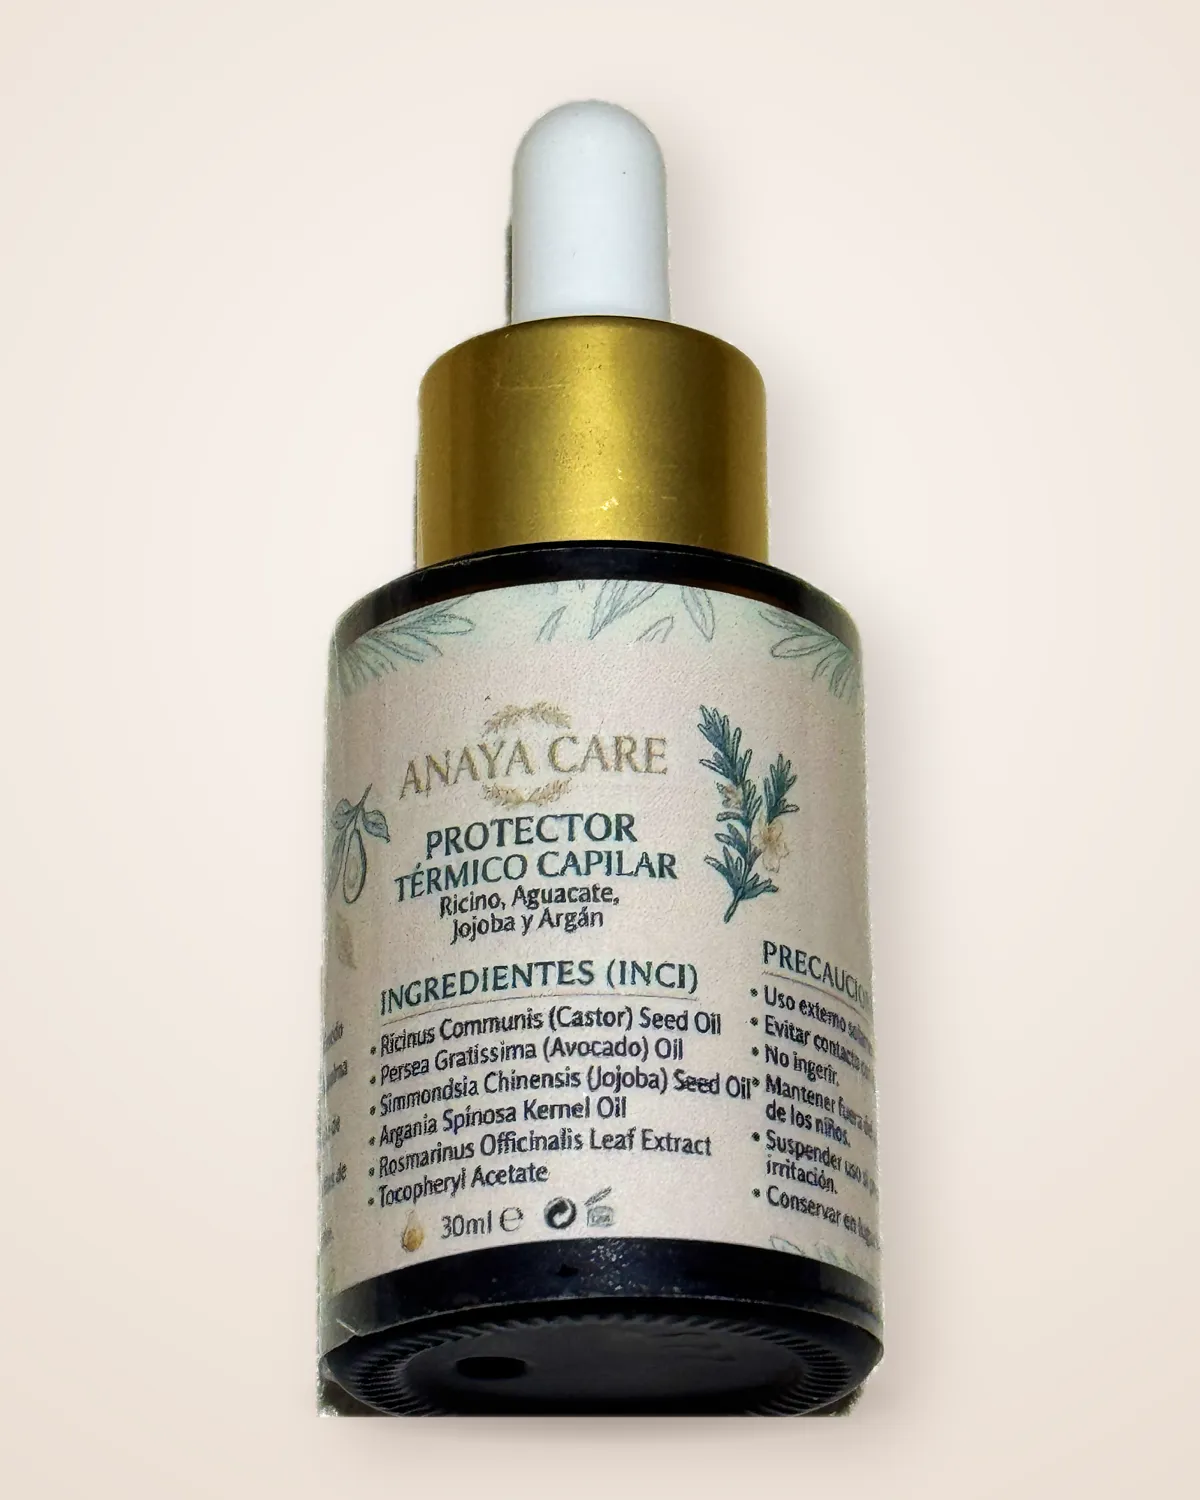 ANAYA CARE
PROTECTOR
TÉRMICO CAPILAR
Ricino, Aguacate,
Jojoba y Argán
INGREDIENTES (INCI)
• Ricinus Communis (Castor) Seed Oil
• Persea Gratissima (Avocado) Oil
• Simmondsia Chinensis (Jojoba) Seed Oil
• Argania Spinosa Kernel Oil
• Rosmarinus Officinalis Leaf Extract
• Tocopheryl Acetate
30ml ℮
• Uso externo
• Evitar contacto
• No ingerir.
• Mantener fuera
de los niños.
• Suspender uso
irritación.
• Conservar en